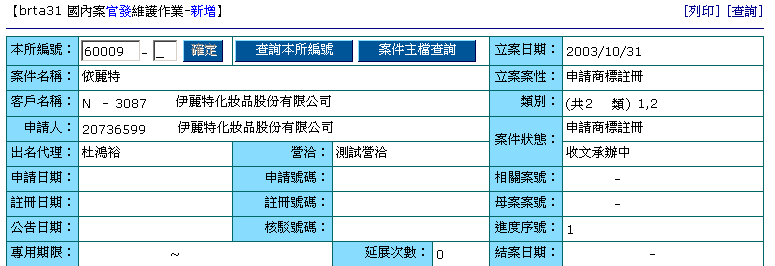 【brta31 國內案官發維護作業-新增】 [列印] [查詢]
本所編號： 60009 - _ 確定 查詢本所編號 案件主檔查詢 立案日期： 2003/10/31
案件名稱： 依麗特 立案案性： 申請商標註冊
客戶名稱： N - 3087 伊麗特化妝品股份有限公司 類別： (共2 類) 1,2
申請人： 20736599 伊麗特化妝品股份有限公司 案件狀態： 申請商標註冊
收文承辦中
出名代理： 杜鴻裕 營洽： 測試營洽
申請日期： 申請號碼： 相關案號： -
註冊日期： 註冊號碼： 母案案號： -
公告日期： 核駁號碼： 進度序號： 1
專用期限： ~ 延展次數： 0 結案日期： -